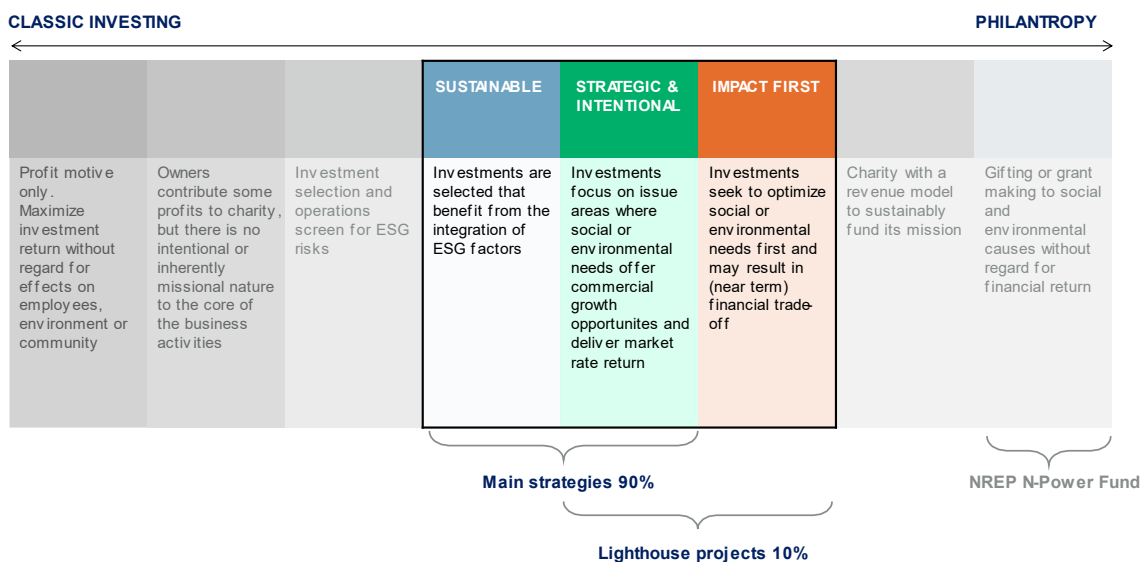 CLASSIC INVESTING
PHILANTHROPY
SUSTAINABLE
STRATEGIC &
INTENTIONAL
IMPACT FIRST
Profit motive
only.
Maximize
investment
return without
regard for
effects on
employees,
environment or
community
Owners
contribute some
profits to charity,
but there is no
intentional or
inherently
missional nature
to the core of
the business
activities
Investment
selection and
operations
screen for ESG
risks
Investments are
selected that
benefit from the
integration of
ESG factors
Investments
focus on issue
areas where
social or
environmental
needs offer
commercial
growth
opportunites and
deliver market
rate return
Investments
seek to optimize
social or
environmental
needs first and
may result in
(near term)
financial trade-
off
Charity with a
revenue model
to sustainably
fund its mission
Gifting or grant
making to social
and
environmental
causes without
regard for
financial return
Main strategies 90%
NREP N-Power Fund
Lighthouse projects 10%